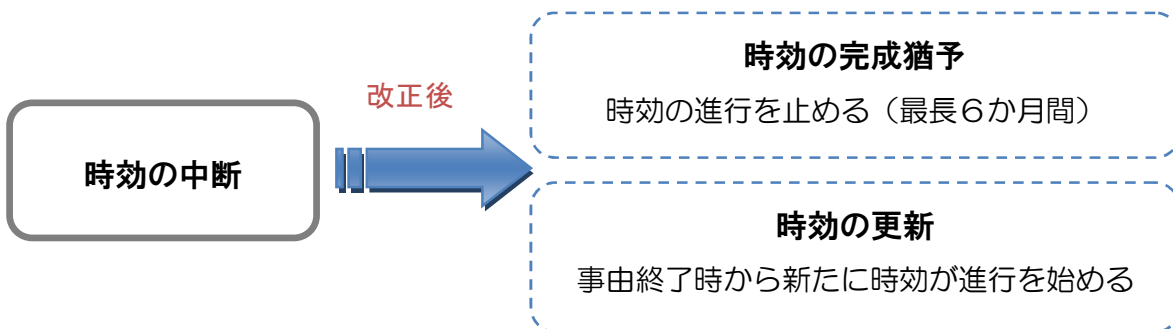 時効の中断
改正後
時効の完成猶予
時効の進行を止める（最長６か月間）
時効の更新
事由終了時から新たに時効が進行を始める